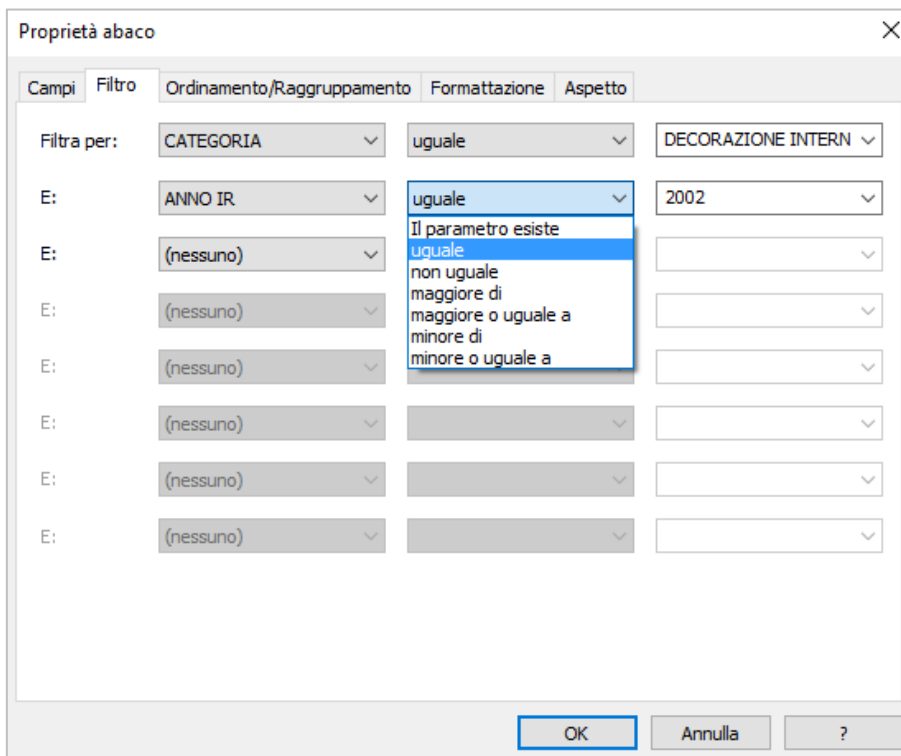 Proprietà abaco
Campi Filtro Ordinamento/Raggruppamento Formattazione Aspetto
Filtra per: CATEGORIA uguale DECORAZIONE INTERN
E: ANNO IR uguale 2002
Il parametro esiste
uguale
E: (nessuno)
non uguale
maggiore di
E: (nessuno)
maggiore o uguale a
minore di
minore o uguale a
E: (nessuno)
E: (nessuno)
E: (nessuno)
E: (nessuno)
OK Annulla ?